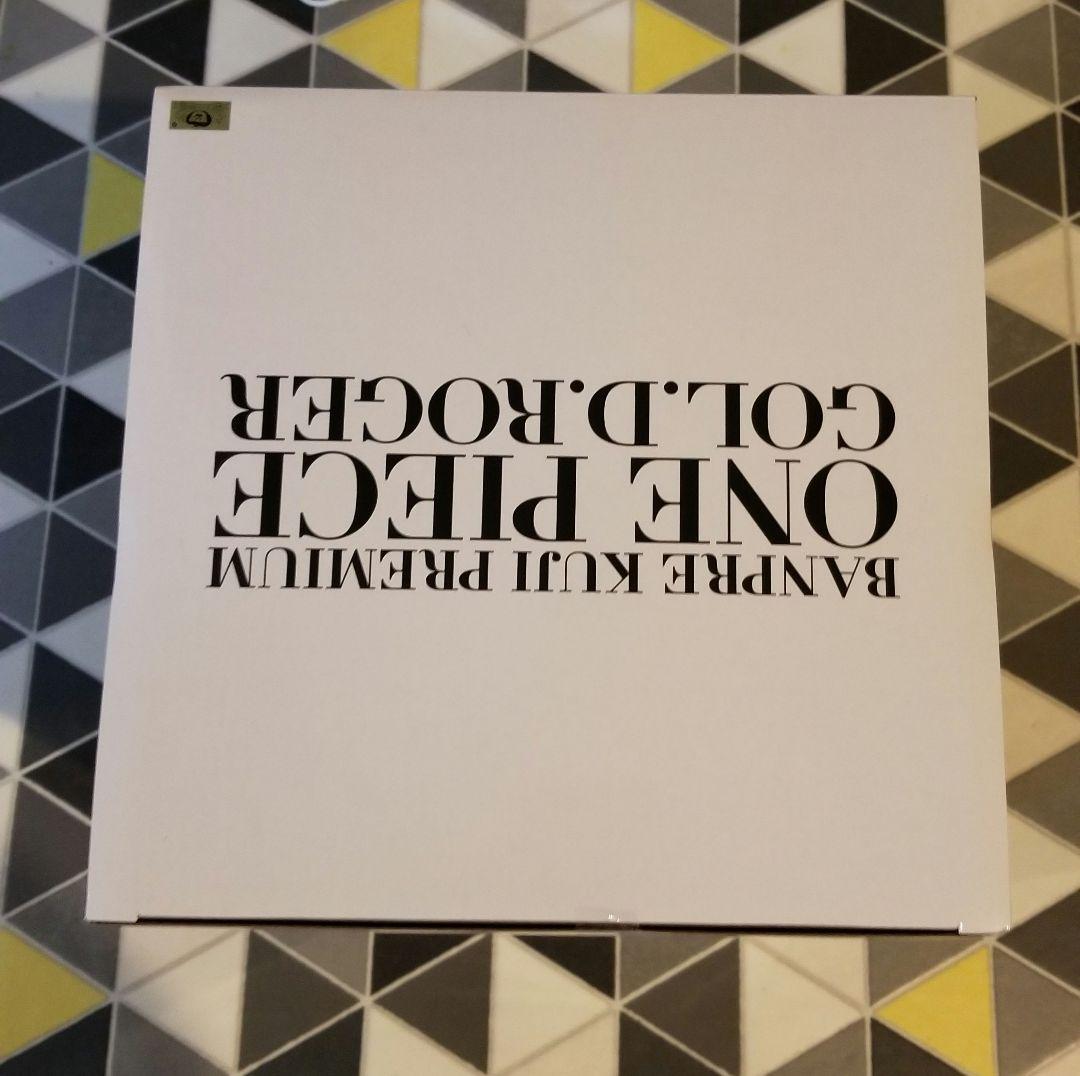 BANPRE KUJI PREMIUM
ONE PIECE
GOL.D.ROGER